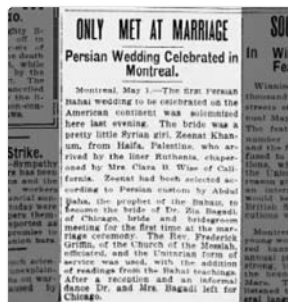 ONLY MET AT MARRIAGE
Persian Wedding Celebrated in
Montreal.
Montreal, May 1.—The first Persian
Bahai wedding to be celebrated on the
American continent was solemnized
here last evening. The bride was a
pretty little Syrian girl, Zeenat Khan-
um, from Haifa, Palestine, who ar-
rived by the liner Ruthania, chaper-
oned by Mrs. Clara B. Wise of Cali-
fornia. Zeenat had been selected ac-
cording to Persian custom by Abdul
Baha, the prophet of the Bahais, to
become the bride of Dr. Zia Bagadi
of Chicago, bride and bridegroom
meeting for the first time at the mar-
riage ceremony. The Rev. Frederick
Griffin, of the Church of the Messiah,
officiated, and the Unitarian form of
service was used, with the addition
of readings from the Bahai teachings.
After a reception and an informal
dance Dr. and Mrs. Bagadi left for
Chicago.
Strike.